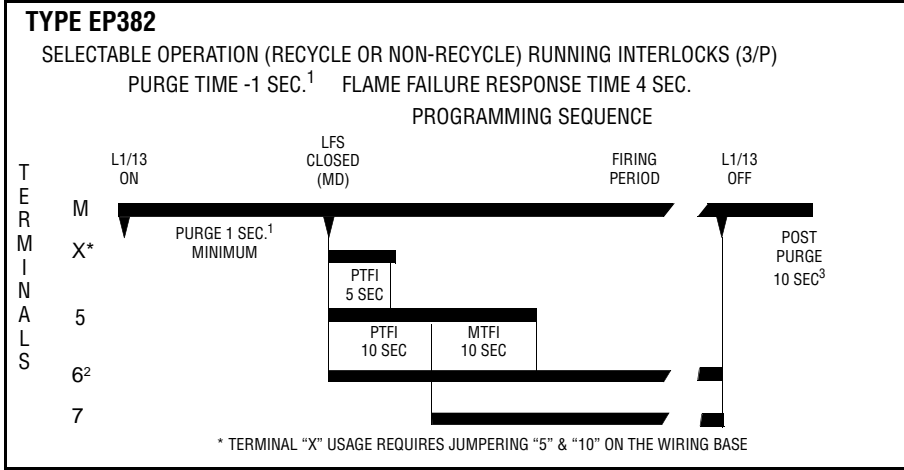 TYPE EP382
SELECTABLE OPERATION (RECYCLE OR NON-RECYCLE) RUNNING INTERLOCKS (3/P)
PURGE TIME -1 SEC.1 FLAME FAILURE RESPONSE TIME 4 SEC.
PROGRAMMING SEQUENCE
TERMINALS
L1/13
ON
LFS
CLOSED
(MD)
FIRING
PERIOD
L1/13
OFF
M
PURGE 1 SEC.1
MINIMUM
POST
PURGE
10 SEC3
X*
PTFI
5 SEC
5
PTFI
10 SEC
MTFI
10 SEC
62
7
* TERMINAL “X” USAGE REQUIRES JUMPERING “5” & “10” ON THE WIRING BASE